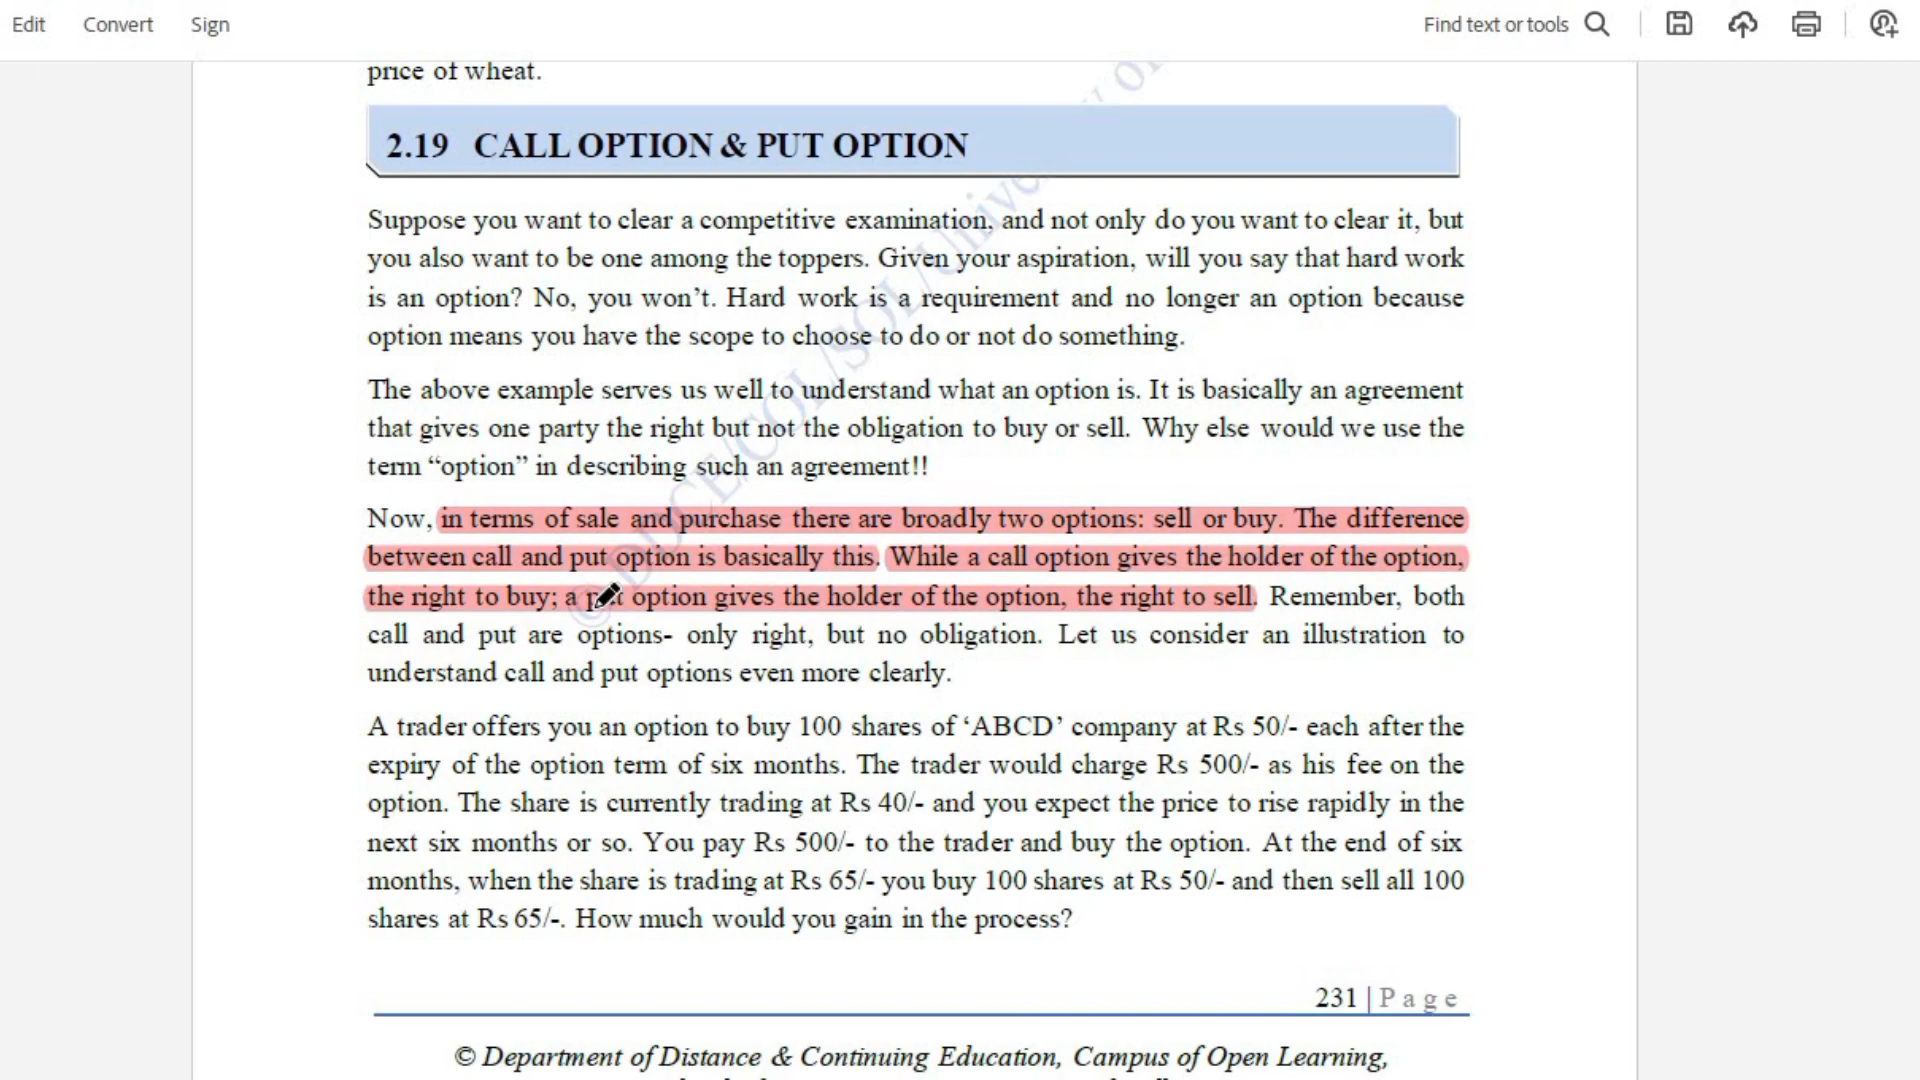 Edit Convert Sign Find text or tools
price of wheat.
2.19 CALL OPTION & PUT OPTION
Suppose you want to clear a competitive examination, and not only do you want to clear it, but
you also want to be one among the toppers. Given your aspiration, will you say that hard work
is an option? No, you won’t. Hard work is a requirement and no longer an option because
option means you have the scope to choose to do or not do something.
The above example serves us well to understand what an option is. It is basically an agreement
that gives one party the right but not the obligation to buy or sell. Why else would we use the
term “option” in describing such an agreement!!
Now, in terms of sale and purchase there are broadly two options: sell or buy. The difference
between call and put option is basically this. While a call option gives the holder of the option,
the right to buy; a put option gives the holder of the option, the right to sell. Remember, both
call and put are options- only right, but no obligation. Let us consider an illustration to
understand call and put options even more clearly.
A trader offers you an option to buy 100 shares of ‘ABCD’ company at Rs 50/- each after the
expiry of the option term of six months. The trader would charge Rs 500/- as his fee on the
option. The share is currently trading at Rs 40/- and you expect the price to rise rapidly in the
next six months or so. You pay Rs 500/- to the trader and buy the option. At the end of six
months, when the share is trading at Rs 65/- you buy 100 shares at Rs 50/- and then sell all 100
shares at Rs 65/-. How much would you gain in the process?
231 | Page
© Department of Distance & Continuing Education, Campus of Open Learning,